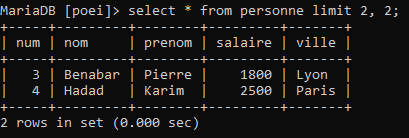 MariaDB [poei]> select * from personne limit 2, 2;
+-----+---------+--------+---------+-------+
| num | nom     | prenom | salaire | ville |
+-----+---------+--------+---------+-------+
|   3 | Benabar | Pierre |    1800 | Lyon  |
|   4 | Hadad   | Karim  |    2500 | Paris |
+-----+---------+--------+---------+-------+
2 rows in set (0.000 sec)